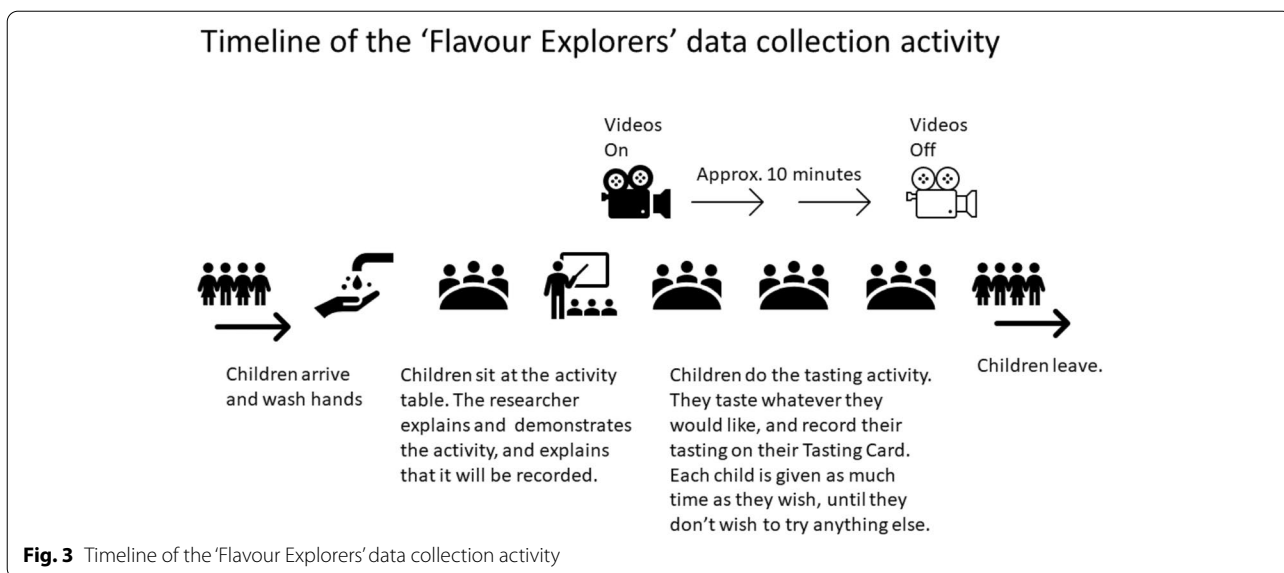 Timeline of the ‘Flavour Explorers’ data collection activity
Videos
On
Approx. 10 minutes
Videos
Off
Children arrive
and wash hands
Children sit at the activity
table. The researcher
explains and demonstrates
the activity, and explains
that it will be recorded.
Children do the tasting activity.
They taste whatever they
would like, and record their
tasting on their Tasting Card.
Each child is given as much
time as they wish, until they
don’t wish to try anything else.
Children leave.
Fig. 3 Timeline of the ‘Flavour Explorers’ data collection activity